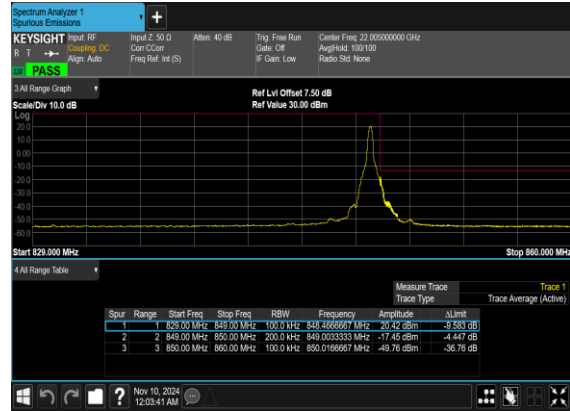 Spectrum Analyzer 1
Spurious Emissions
+
KEYSIGHT Input: RF Input Z: 50 Ω Atten: 40 dB Trig: Free Run Center Freq: 22.005000000 GHz
R T Coupling: DC Corr CCorr Gate: Off Avg|Hold: 100/100
Align: Auto Freq Ref: Int (S) IF Gain: Low Radio Std: None
PASS
3 All Range Graph
Ref Lvl Offset 7.50 dB
Scale/Div 10.0 dB Ref Value 30.00 dBm
Log
20.0
10.0
0.00
-10.0
-20.0
-30.0
-40.0
-50.0
-60.0
Start 829.000 MHz Stop 860.000 MHz
4 All Range Table
Measure Trace Trace 1
Trace Type Trace Average (Active)
Spur Range Start Freq Stop Freq RBW Frequency Amplitude ΔLimit
1 1 829.00 MHz 849.00 MHz 100.0 kHz 848.4666667 MHz 20.42 dBm -9.583 dB
2 2 849.00 MHz 850.00 MHz 200.0 kHz 849.0033333 MHz -17.45 dBm -4.447 dB
3 3 850.00 MHz 860.00 MHz 100.0 kHz 850.0166667 MHz -49.76 dBm -36.76 dB
? Nov 10, 2024
12:03:41 AM